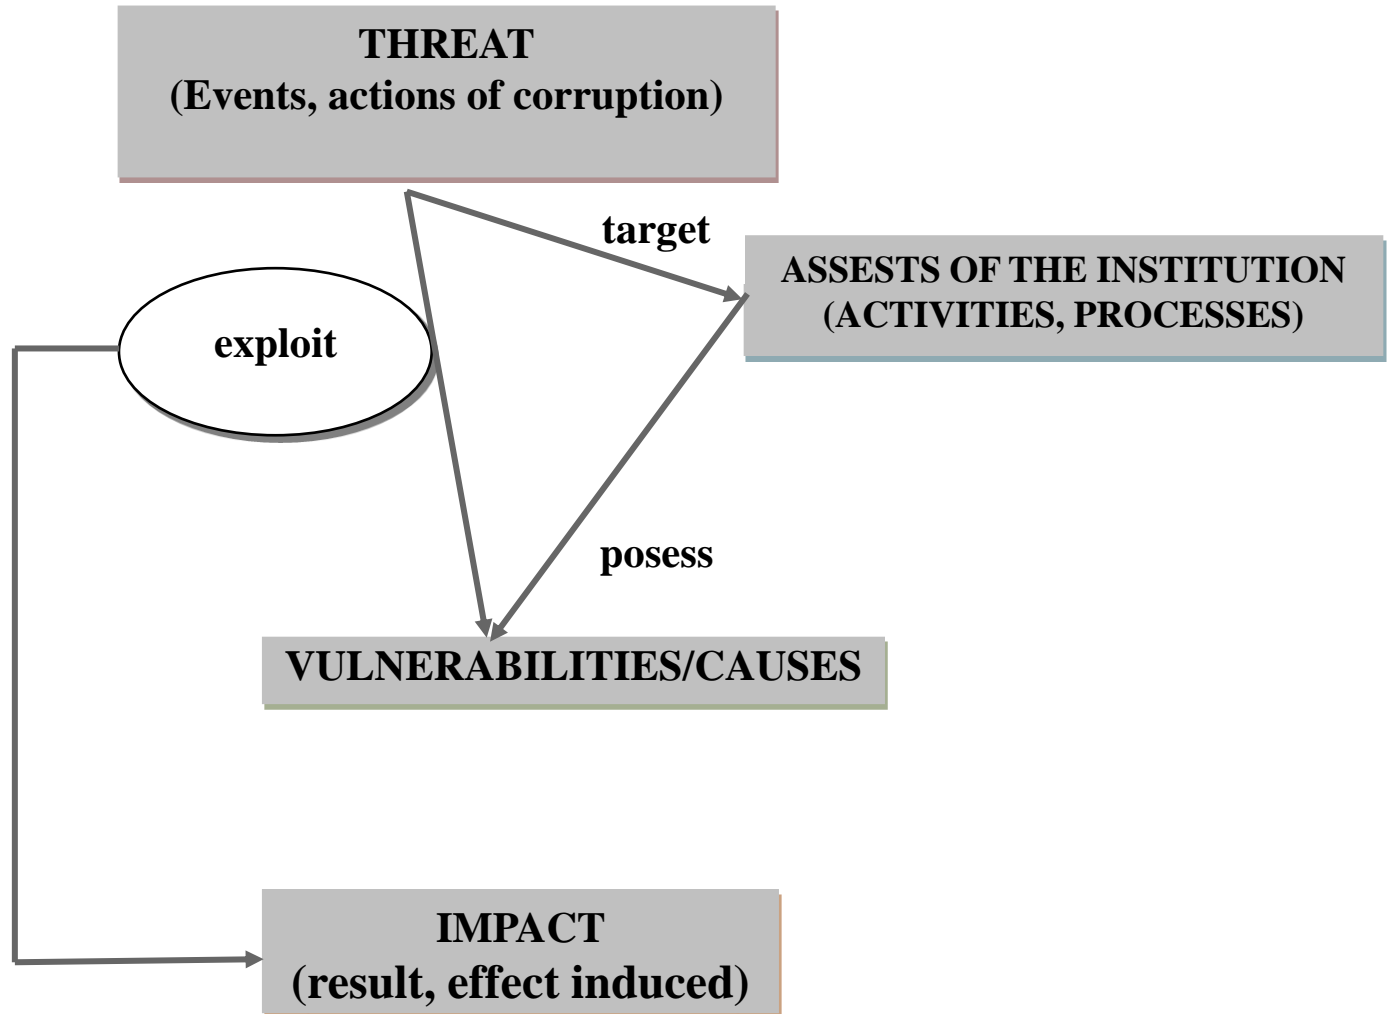 THREAT
(Events, actions of corruption)
target
ASSESTS OF THE INSTITUTION
(ACTIVITIES, PROCESSES)
exploit
posess
VULNERABILITIES/CAUSES
IMPACT
(result, effect induced)